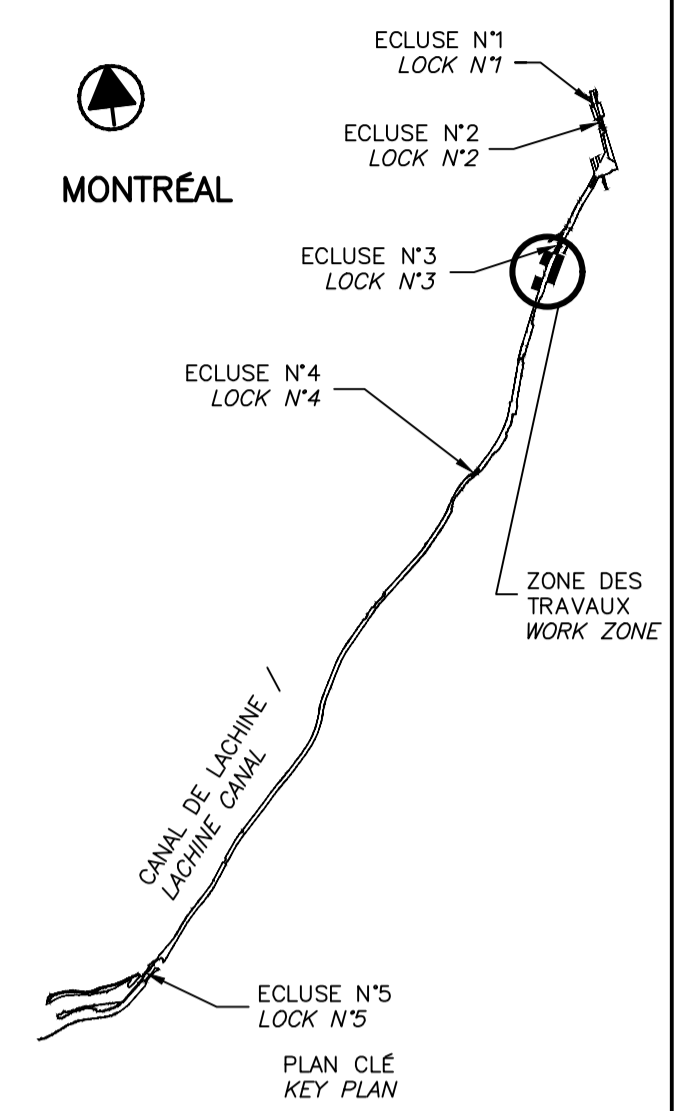 ECLUSE N°1
LOCK N°1
MONTRÉAL
ECLUSE N°2
LOCK N°2
ECLUSE N°3
LOCK N°3
ECLUSE N°4
LOCK N°4
ZONE DES
TRAVAUX
WORK ZONE
CANAL DE LACHINE /
LACHINE CANAL
ECLUSE N°5
LOCK N°5
PLAN CLÉ
KEY PLAN